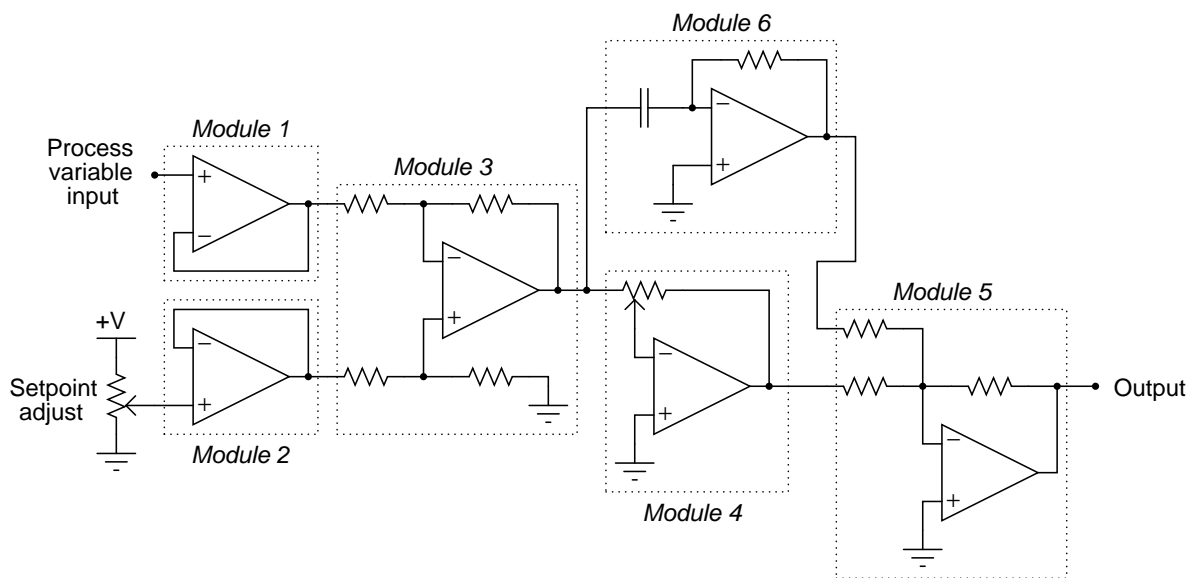 Module 6
Module 1
Process
variable
input
+
−
Module 3
−
+
−
+
Module 5
+V
−
+
Setpoint
adjust
Module 2
−
+
Output
−
+
Module 4